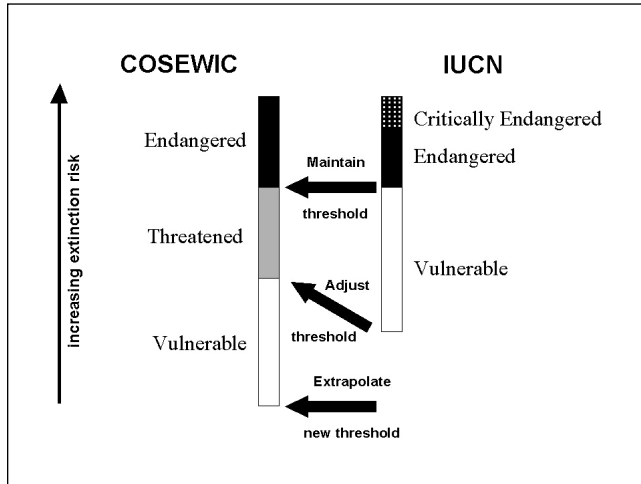 COSEWIC
IUCN
increasing extinction risk
Endangered
Threatened
Vulnerable
Maintain
threshold
Adjust
threshold
Extrapolate
new threshold
Critically Endangered
Endangered
Vulnerable